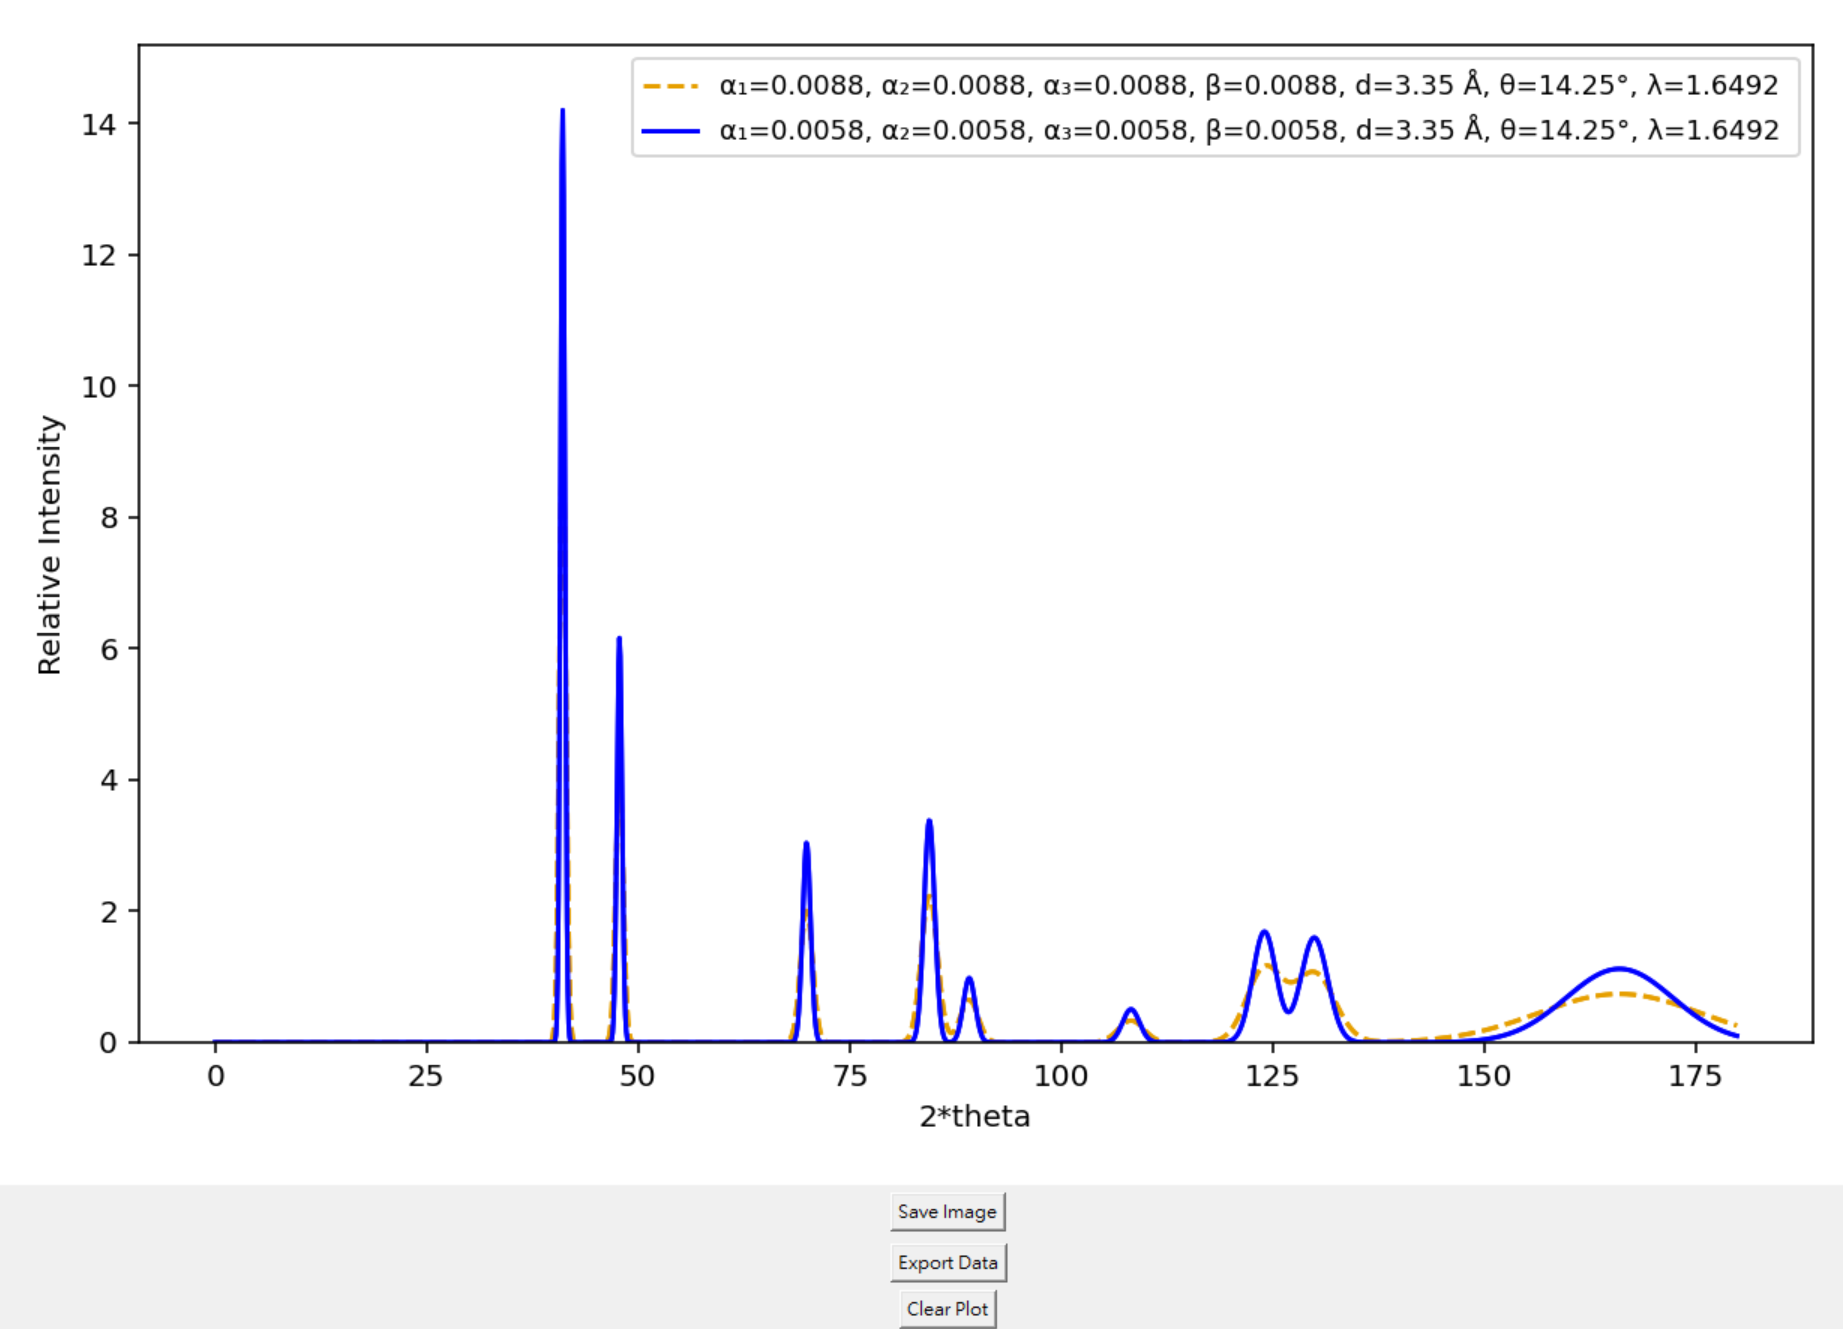 α₁=0.0088, α₂=0.0088, α₃=0.0088, β=0.0088, d=3.35 Å, θ=14.25°, λ=1.6492
α₁=0.0058, α₂=0.0058, α₃=0.0058, β=0.0058, d=3.35 Å, θ=14.25°, λ=1.6492
14
12
10
8
6
4
2
0
Relative Intensity
0 25 50 75 100 125 150 175
2*theta
Save Image
Export Data
Clear Plot